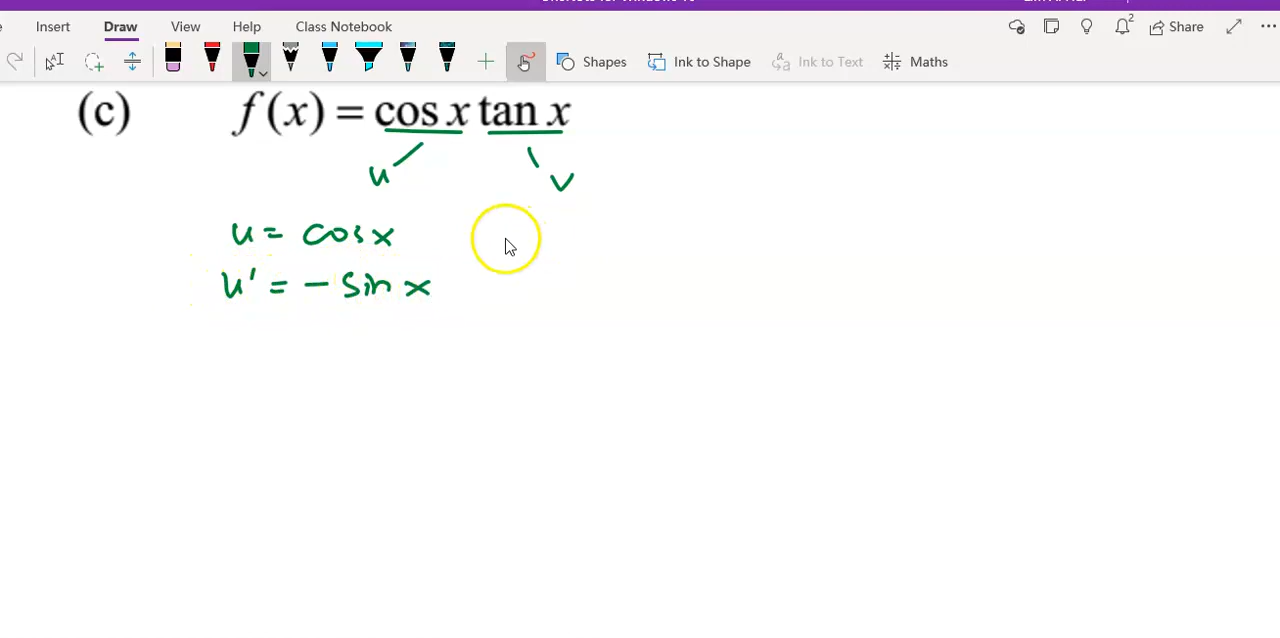 Insert Draw View Help Class Notebook 2 Share
Shapes Ink to Shape Ink to Text Maths
(c) f(x) = cos x tan x
u v
u = cos x
u' = - sin x